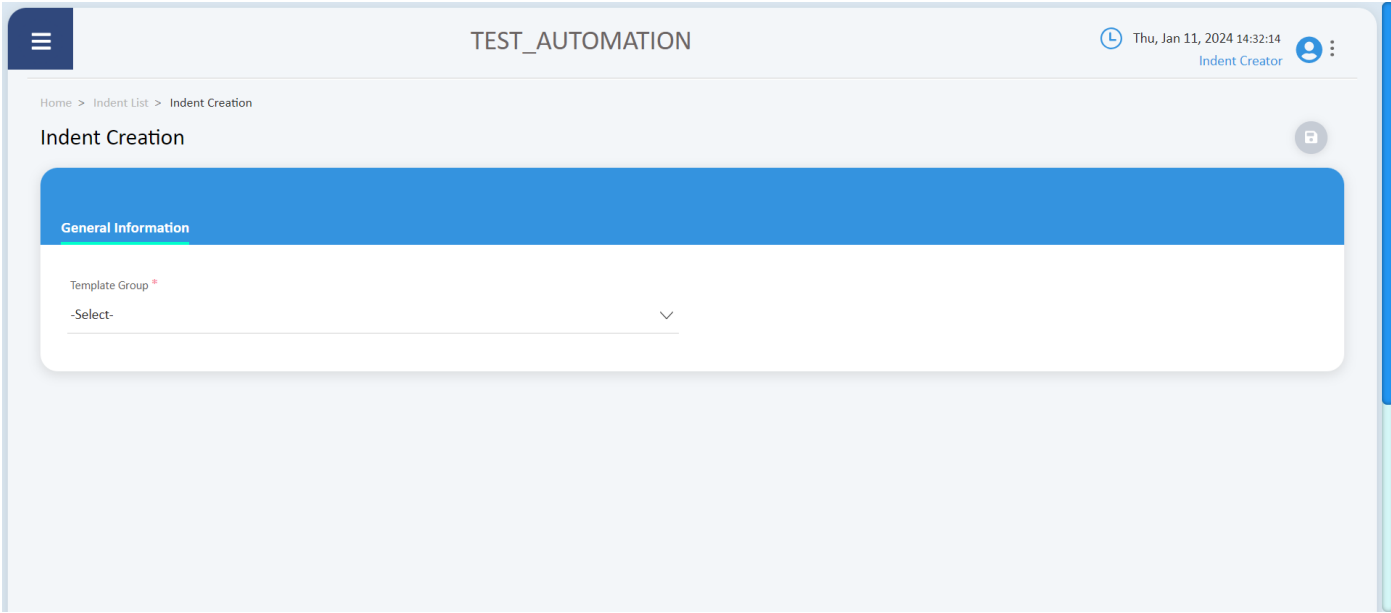 TEST_AUTOMATION
Thu, Jan 11, 2024 14:32:14
Indent Creator
Home > Indent List > Indent Creation
Indent Creation
General Information
Template Group *
-Select-